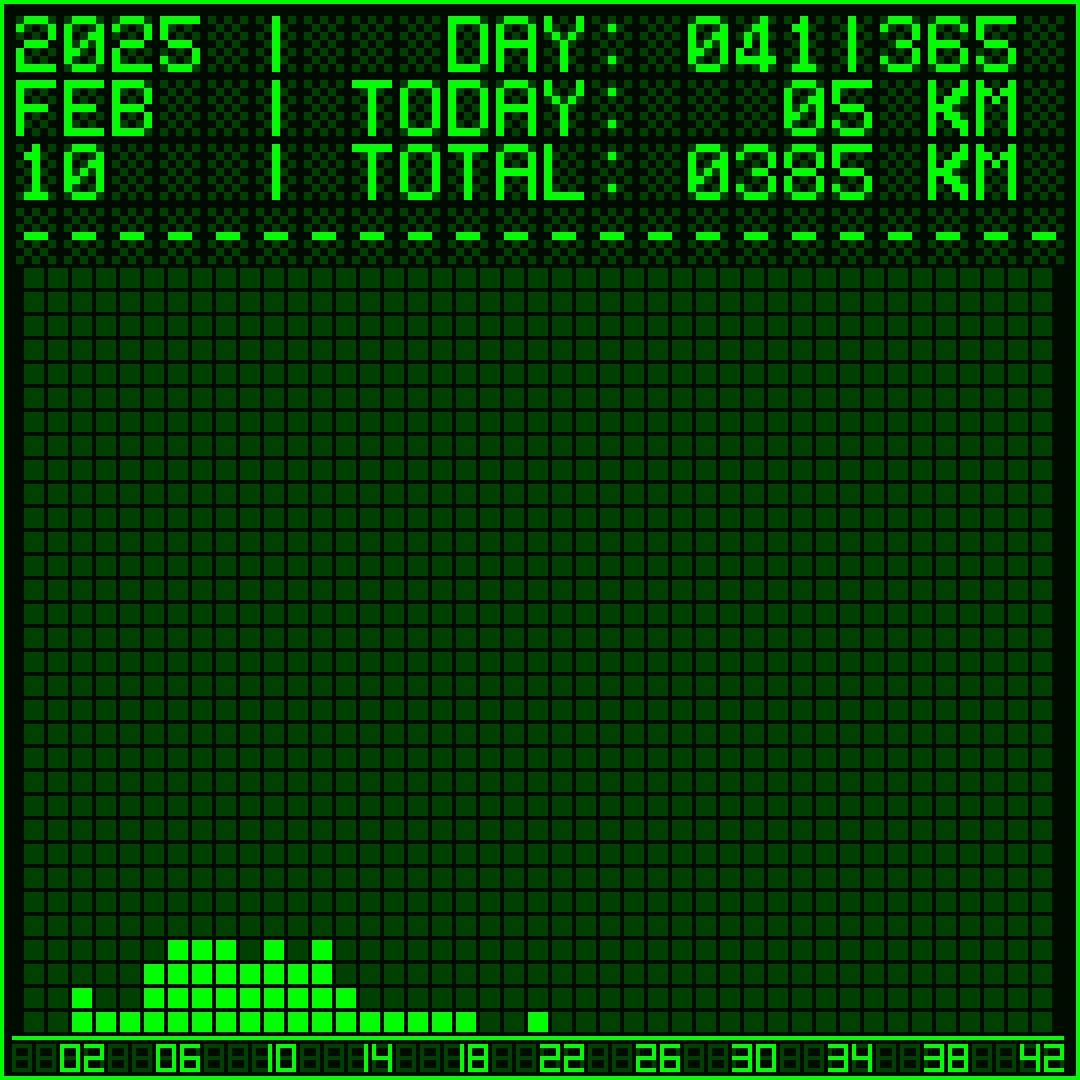 2025 | DAY: 041|365
FEB | TODAY: 05 KM
10 | TOTAL: 0385 KM
- - - - - - - - - - - - - - - - - - - - - -
02 06 10 14 18 22 26 30 34 38 42